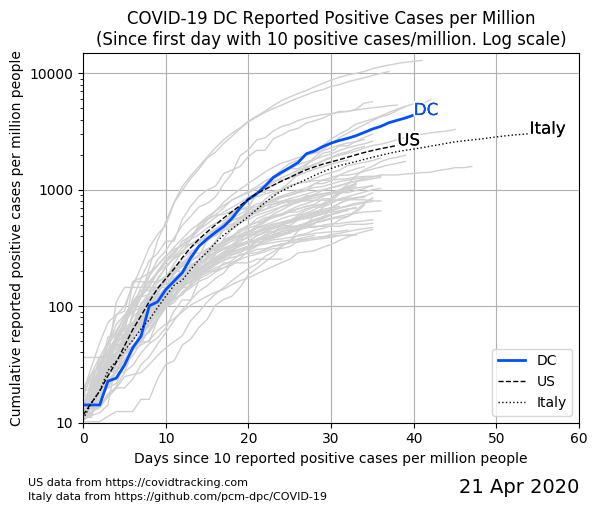 COVID-19 DC Reported Positive Cases per Million
(Since first day with 10 positive cases/million. Log scale)
Cumulative reported positive cases per million people
10000
1000
100
10
DC
US
Italy
DC
US
Italy
0 10 20 30 40 50 60
Days since 10 reported positive cases per million people
US data from https://covidtracking.com
Italy data from https://github.com/pcm-dpc/COVID-19
21 Apr 2020